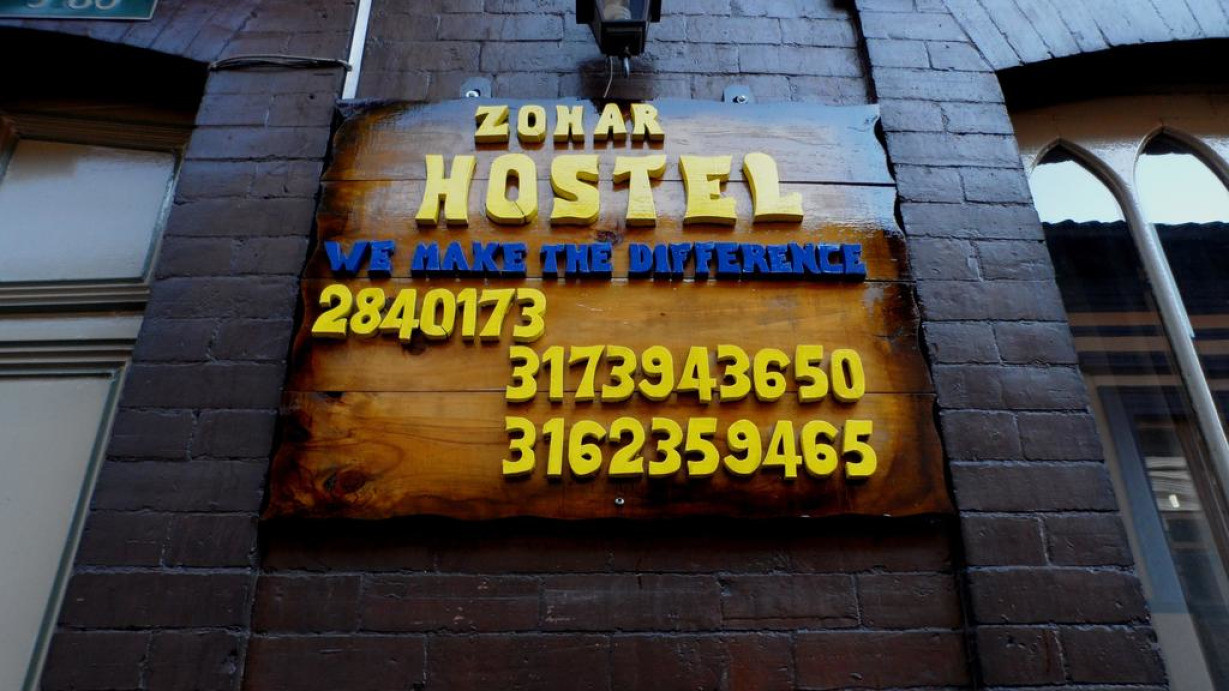 ZOHAR
HOSTEL
WE MAKE THE DIFFERENCE
2840173
3173943650
3162359465